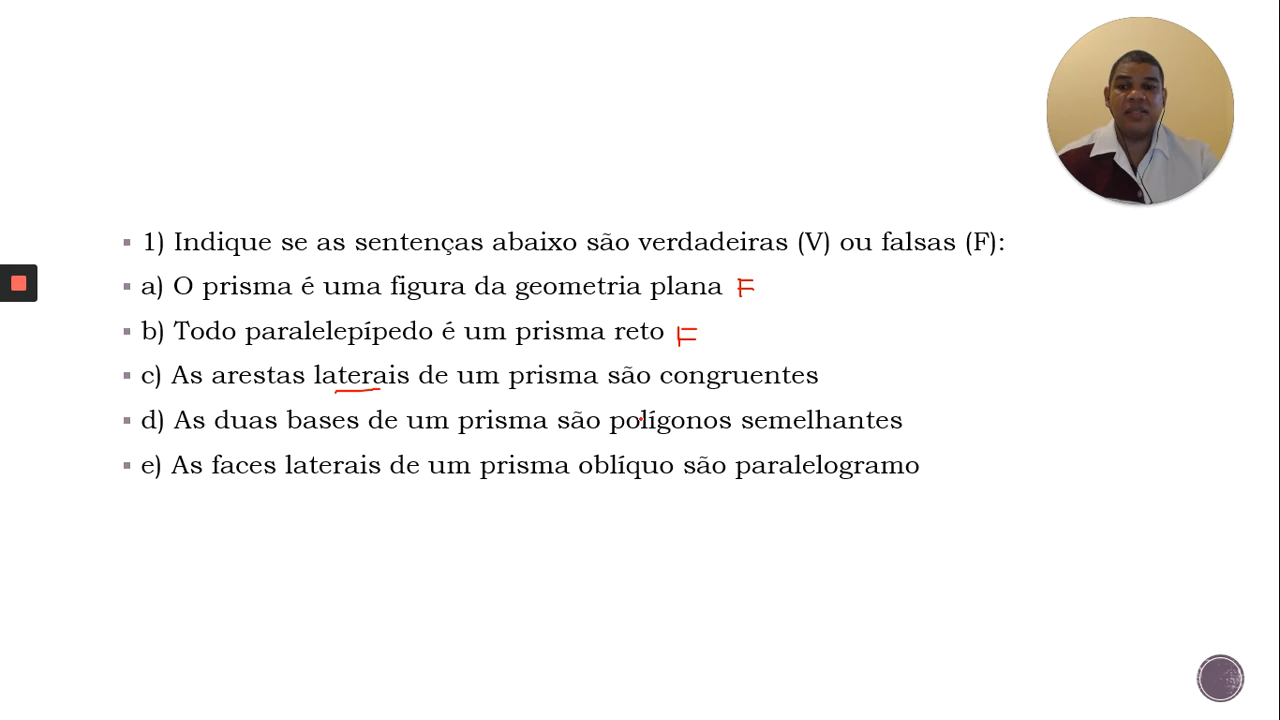 1) Indique se as sentenças abaixo são verdadeiras (V) ou falsas (F):
a) O prisma é uma figura da geometria plana F
b) Todo paralelepípedo é um prisma reto F
c) As arestas laterais de um prisma são congruentes
d) As duas bases de um prisma são polígonos semelhantes
e) As faces laterais de um prisma oblíquo são paralelogramo